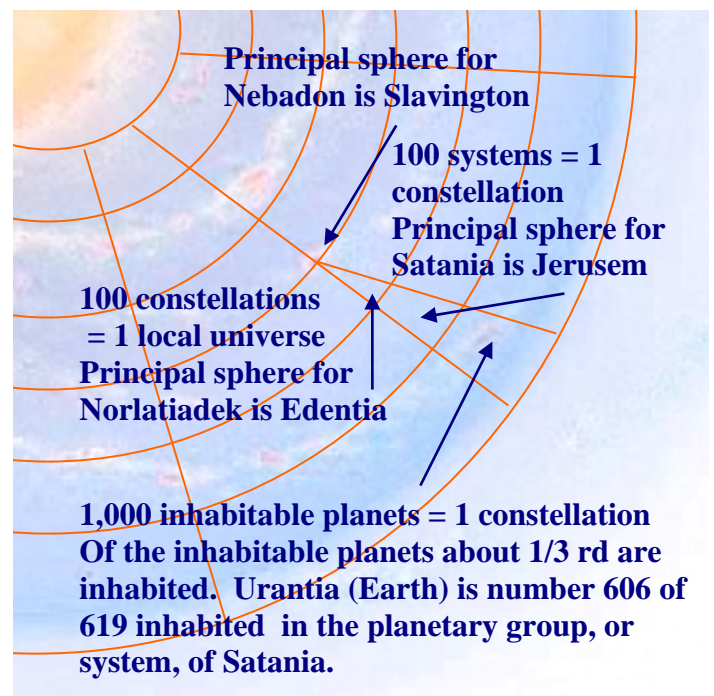 Principal sphere for
Nebadon is Slavington
100 systems = 1
constellation
Principal sphere for
Satania is Jerusem
100 constellations
= 1 local universe
Principal sphere for
Norlatiadek is Edentia
1,000 inhabitable planets = 1 constellation
Of the inhabitable planets about 1/3 rd are
inhabited.  Urantia (Earth) is number 606 of
619 inhabited  in the planetary group, or
system, of Satania.